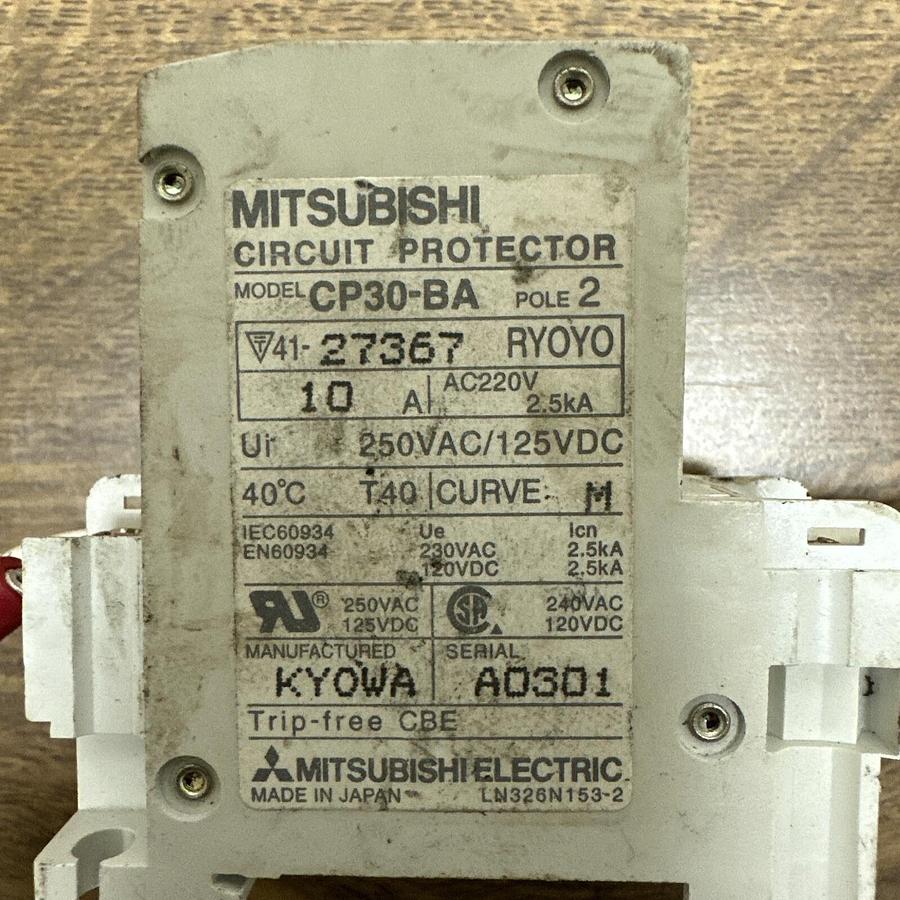 MITSUBISHI
CIRCUIT PROTECTOR
MODEL CP30-BA POLE 2
T 41-27367 RYOYO
10 A AC220V
2.5kA
Ui 250VAC/125VDC
40°C T40 CURVE: M
IEC60934 Ue Icn
EN60934 230VAC 2.5kA
120VDC 2.5kA
RU® 250VAC SA 240VAC
125VDC 120VDC
MANUFACTURED SERIAL
KYOWA A0301
Trip-free CBE
MITSUBISHI ELECTRIC
MADE IN JAPAN LN326N153-2